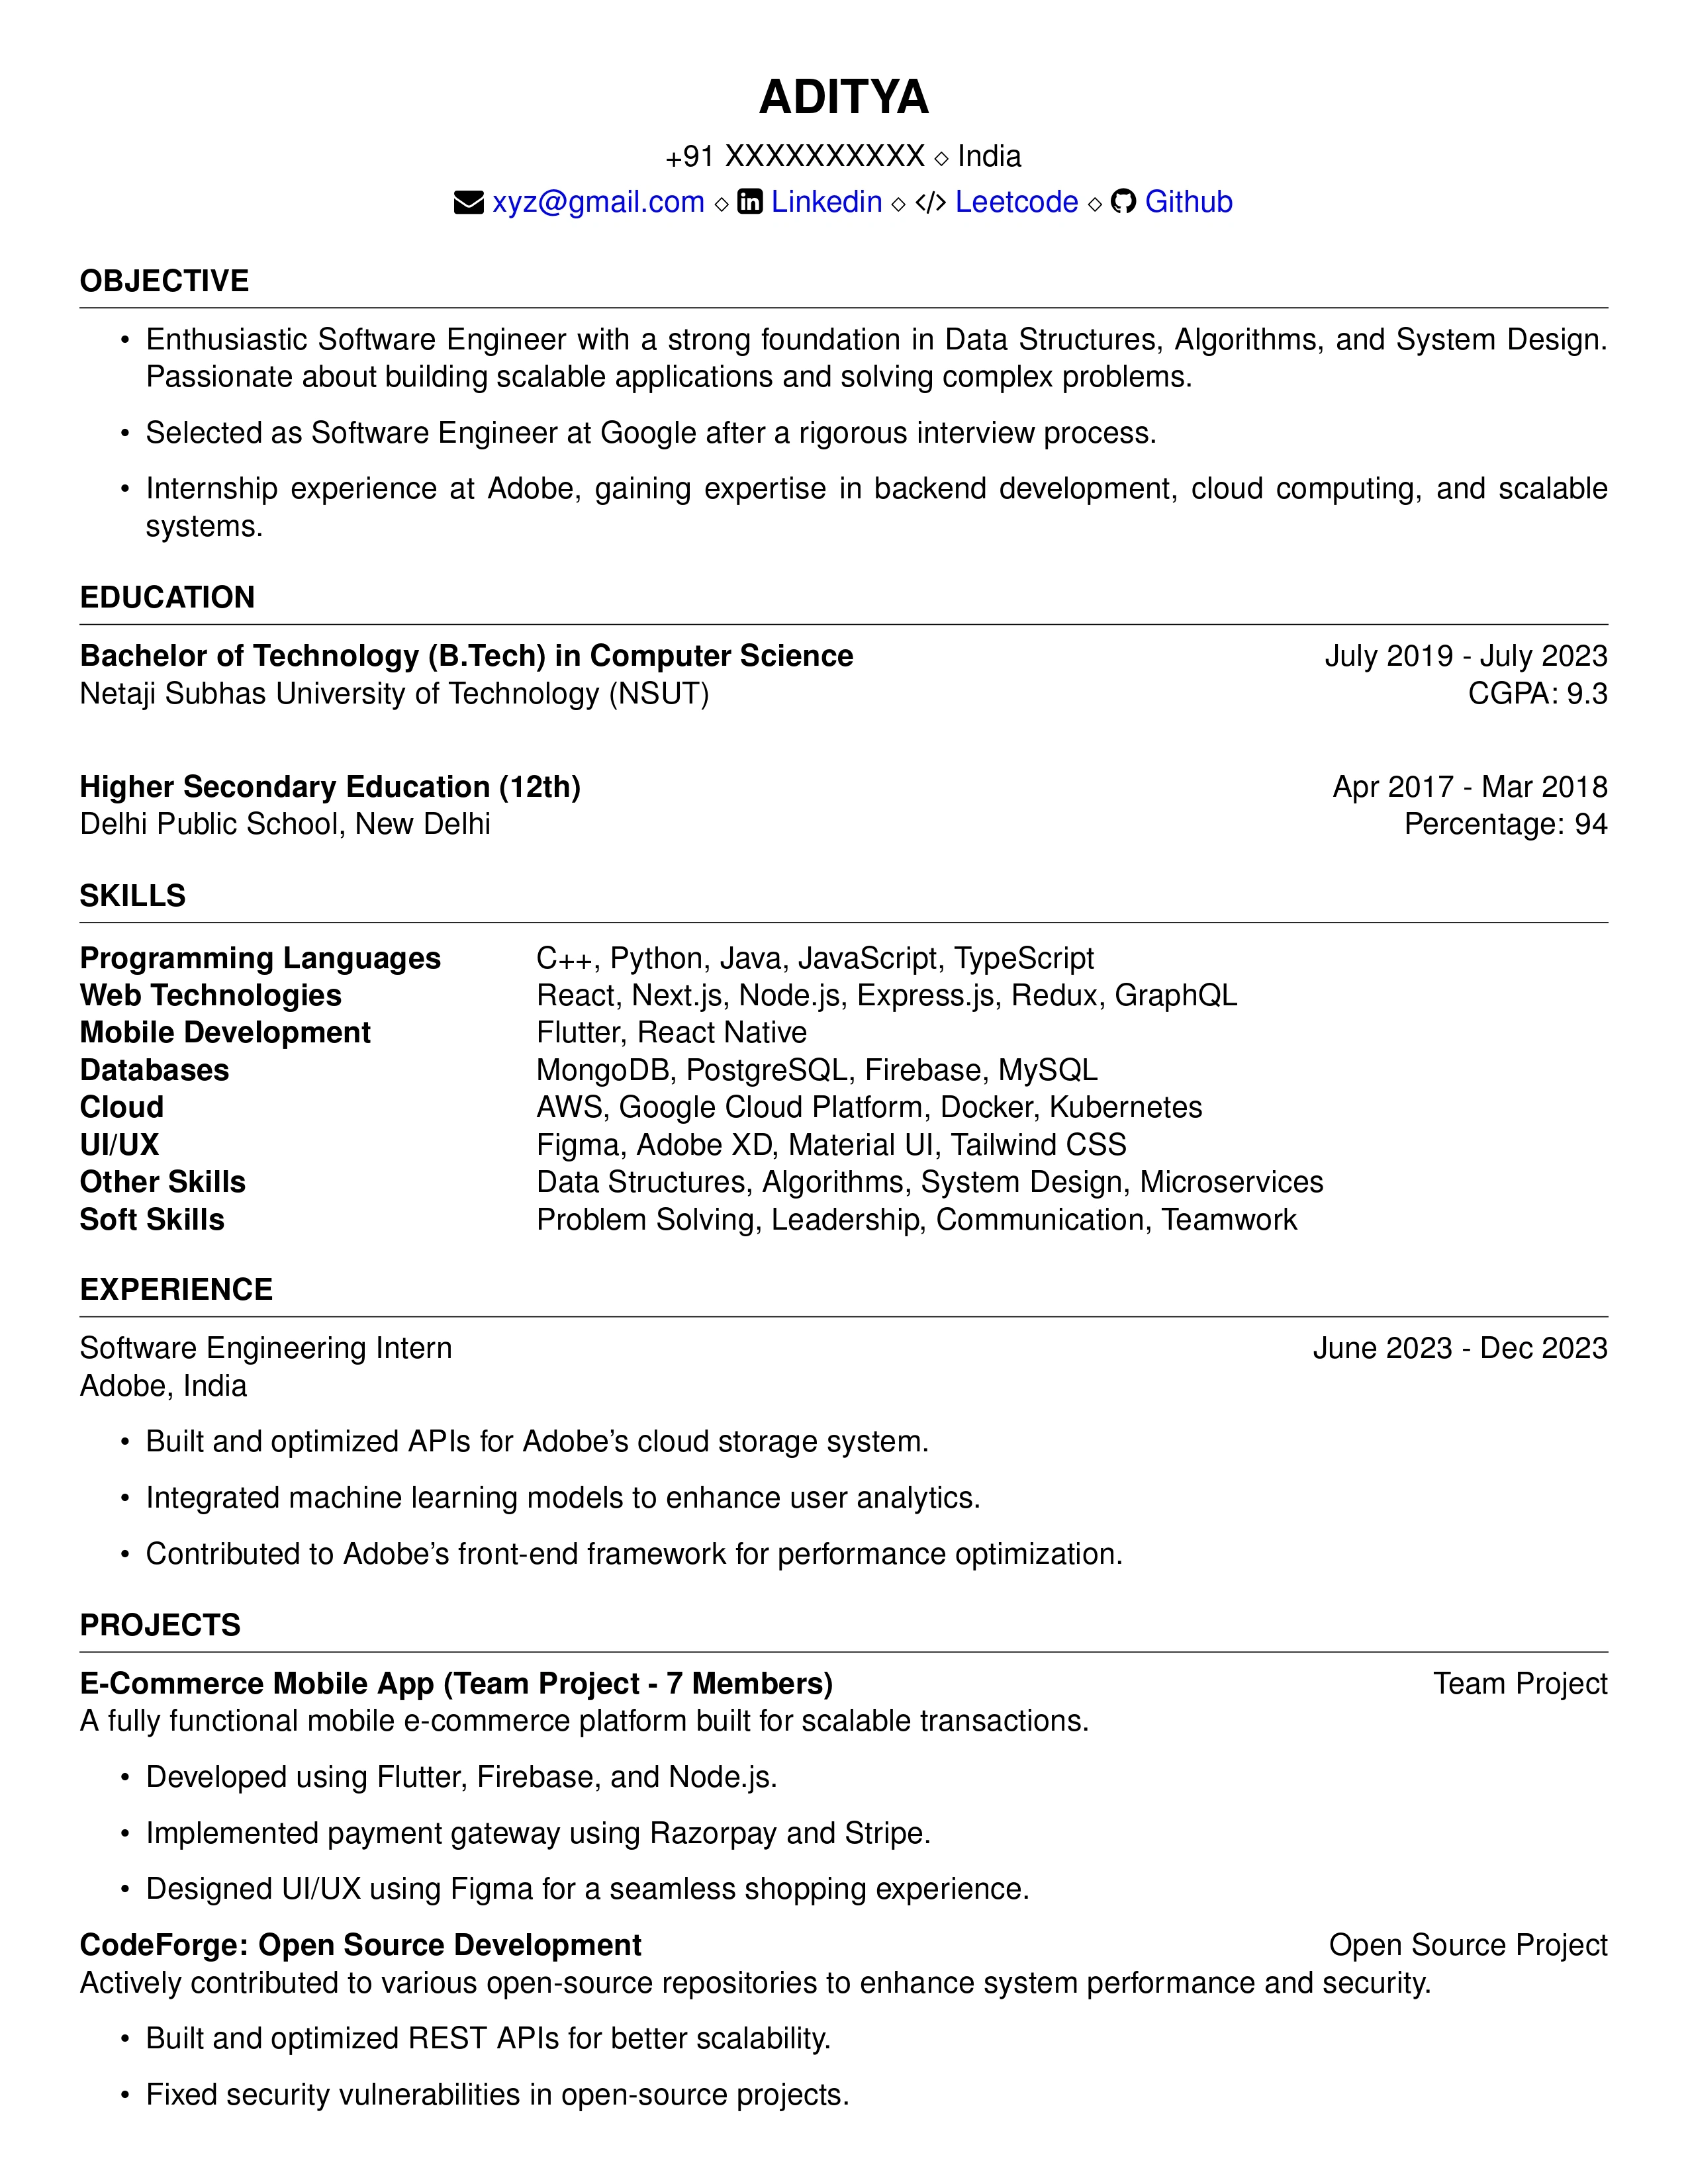 ADITYA
+91 XXXXXXXXXX ⋄ India
xyz@gmail.com ⋄ Linkedin ⋄ </> Leetcode ⋄ Github
OBJECTIVE
• Enthusiastic Software Engineer with a strong foundation in Data Structures, Algorithms, and System Design.
Passionate about building scalable applications and solving complex problems.
• Selected as Software Engineer at Google after a rigorous interview process.
• Internship experience at Adobe, gaining expertise in backend development, cloud computing, and scalable
systems.
EDUCATION
Bachelor of Technology (B.Tech) in Computer Science July 2019 - July 2023
Netaji Subhas University of Technology (NSUT) CGPA: 9.3
Higher Secondary Education (12th) Apr 2017 - Mar 2018
Delhi Public School, New Delhi Percentage: 94
SKILLS
Programming Languages C++, Python, Java, JavaScript, TypeScript
Web Technologies React, Next.js, Node.js, Express.js, Redux, GraphQL
Mobile Development Flutter, React Native
Databases MongoDB, PostgreSQL, Firebase, MySQL
Cloud AWS, Google Cloud Platform, Docker, Kubernetes
UI/UX Figma, Adobe XD, Material UI, Tailwind CSS
Other Skills Data Structures, Algorithms, System Design, Microservices
Soft Skills Problem Solving, Leadership, Communication, Teamwork
EXPERIENCE
Software Engineering Intern June 2023 - Dec 2023
Adobe, India
• Built and optimized APIs for Adobe’s cloud storage system.
• Integrated machine learning models to enhance user analytics.
• Contributed to Adobe’s front-end framework for performance optimization.
PROJECTS
E-Commerce Mobile App (Team Project - 7 Members) Team Project
A fully functional mobile e-commerce platform built for scalable transactions.
• Developed using Flutter, Firebase, and Node.js.
• Implemented payment gateway using Razorpay and Stripe.
• Designed UI/UX using Figma for a seamless shopping experience.
CodeForge: Open Source Development Open Source Project
Actively contributed to various open-source repositories to enhance system performance and security.
• Built and optimized REST APIs for better scalability.
• Fixed security vulnerabilities in open-source projects.